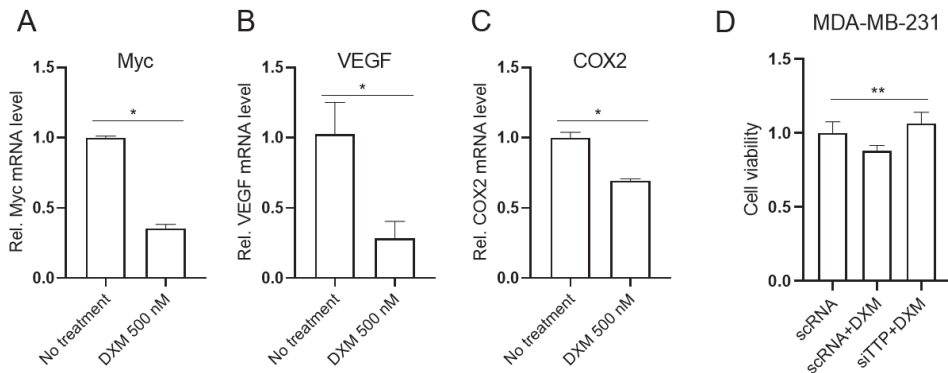 A
Myc
Rel. Myc mRNA level
1.5
1.0
0.5
0.0
*
No treatment
DXM 500 nM
B
VEGF
Rel. VEGF mRNA level
1.5
1.0
0.5
0.0
*
No treatment
DXM 500 nM
C
COX2
Rel. COX2 mRNA level
1.5
1.0
0.5
0.0
*
No treatment
DXM 500 nM
D
MDA-MB-231
Cell viability
1.5
1.0
0.5
0.0
**
scRNA
scRNA+DXM
siTTP+DXM